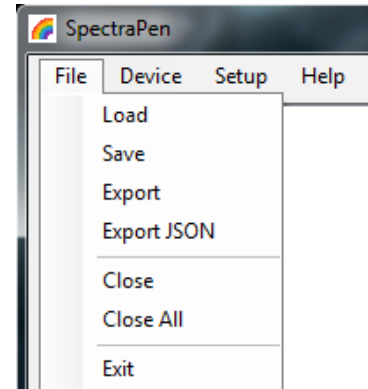 SpectraPen
File Device Setup Help
Load
Save
Export
Export JSON
Close
Close All
Exit